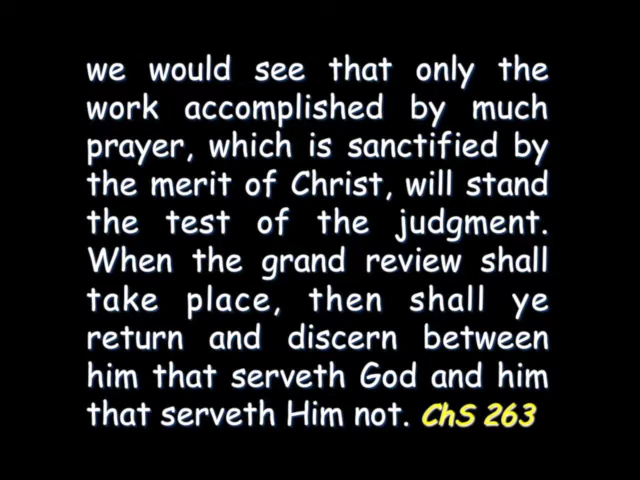 we would see that only the
work accomplished by much
prayer, which is sanctified by
the merit of Christ, will stand
the test of the judgment.
When the grand review shall
take place, then shall ye
return and discern between
him that serveth God and him
that serveth Him not. ChS 263